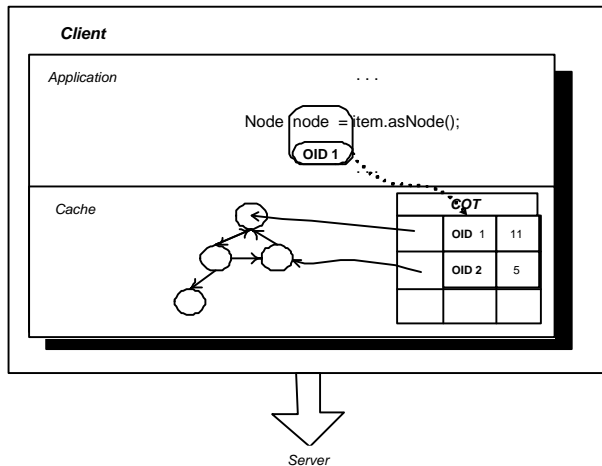 Client
Application
. . .
Node node = item.asNode();
OID 1
. . .
Cache
COT
OID 1 11
OID 2 5
Server